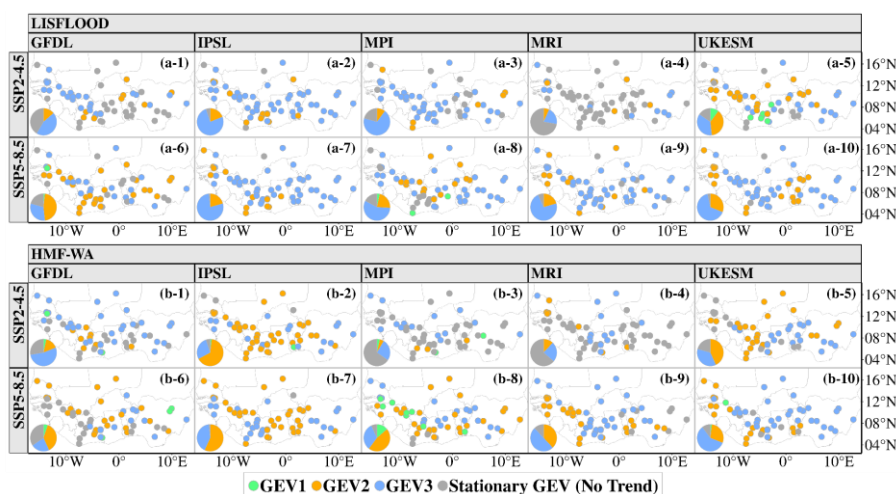 LISFLOOD
GFDL IPSL MPI MRI UKESM
SSP2-4.5 (a-1) (a-2) (a-3) (a-4) (a-5) 16°N 12°N 08°N 04°N
SSP5-8.5 (a-6) (a-7) (a-8) (a-9) (a-10) 16°N 12°N 08°N 04°N
10°W 0° 10°E 10°W 0° 10°E 10°W 0° 10°E 10°W 0° 10°E 10°W 0° 10°E
HMF-WA
GFDL IPSL MPI MRI UKESM
SSP2-4.5 (b-1) (b-2) (b-3) (b-4) (b-5) 16°N 12°N 08°N 04°N
SSP5-8.5 (b-6) (b-7) (b-8) (b-9) (b-10) 16°N 12°N 08°N 04°N
10°W 0° 10°E 10°W 0° 10°E 10°W 0° 10°E 10°W 0° 10°E 10°W 0° 10°E
GEV1 GEV2 GEV3 Stationary GEV (No Trend)